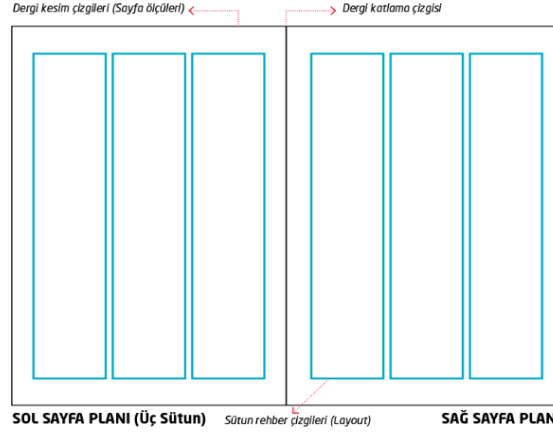 Dergi kesim çizgileri (Sayfa ölçüleri)
Dergi katlama çizgisi
SOL SAYFA PLANI (Üç Sütun)
Sütun rehber çizgileri (Layout)
SAĞ SAYFA PLAN